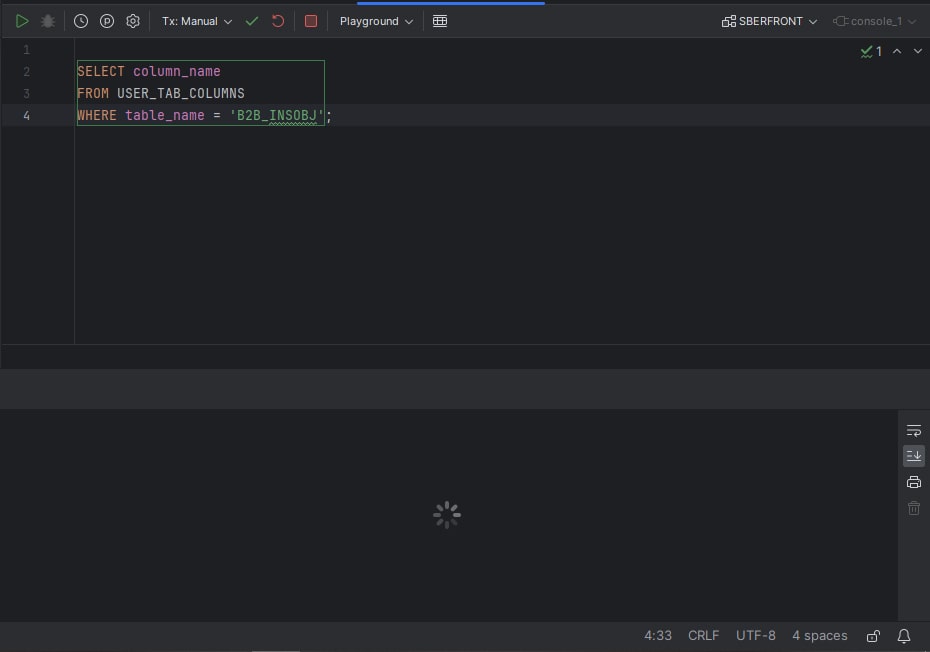 Tx: Manual Playground SBERFRONT console_1
1
1
2 SELECT column_name
3 FROM USER_TAB_COLUMNS
4 WHERE table_name = 'B2B_INSOBJ';
4:33 CRLF UTF-8 4 spaces